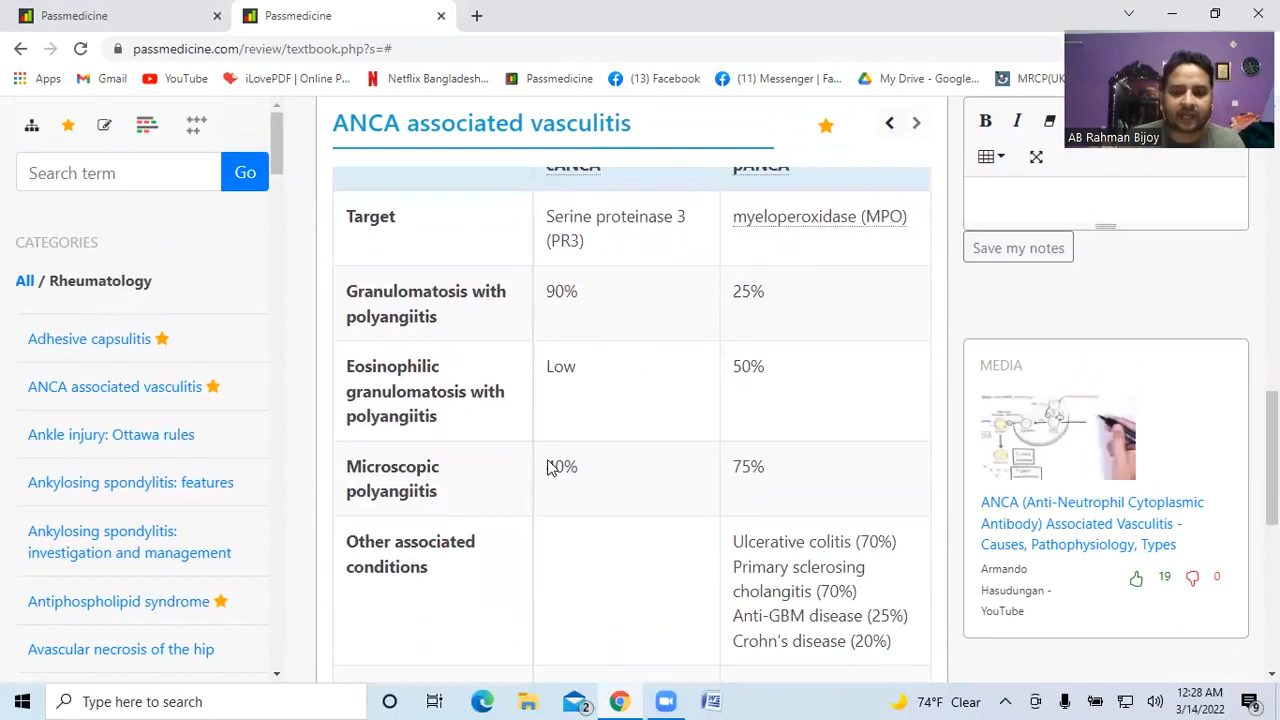 Passmedicine
Passmedicine
passmedicine.com/review/textbook.php?s=#
Apps
Gmail
YouTube
iLovePDF | Online P...
Netflix Bangladesh...
Passmedicine
(13) Facebook
(11) Messenger | Fa...
My Drive - Google...
MRCP(UK
AB Rahman Bijoy
Search term
Go
CATEGORIES
All / Rheumatology
Adhesive capsulitis
ANCA associated vasculitis
Ankle injury: Ottawa rules
Ankylosing spondylitis: features
Ankylosing spondylitis:
investigation and management
Antiphospholipid syndrome
Avascular necrosis of the hip
ANCA associated vasculitis
cANCA
pANCA
Target
Serine proteinase 3
(PR3)
myeloperoxidase (MPO)
Granulomatosis with
polyangiitis
90%
25%
Eosinophilic
granulomatosis with
polyangiitis
Low
50%
Microscopic
polyangiitis
75%
Other associated
conditions
Ulcerative colitis (70%)
Primary sclerosing
cholangitis (70%)
Anti-GBM disease (25%)
Crohn's disease (20%)
B I
Save my notes
MEDIA
ANCA (Anti-Neutrophil Cytoplasmic
Antibody) Associated Vasculitis -
Causes, Pathophysiology, Types
Armando
Hasudungan -
YouTube
19
0
Type here to search
2
74°F Clear
12:28 AM
3/14/2022
9